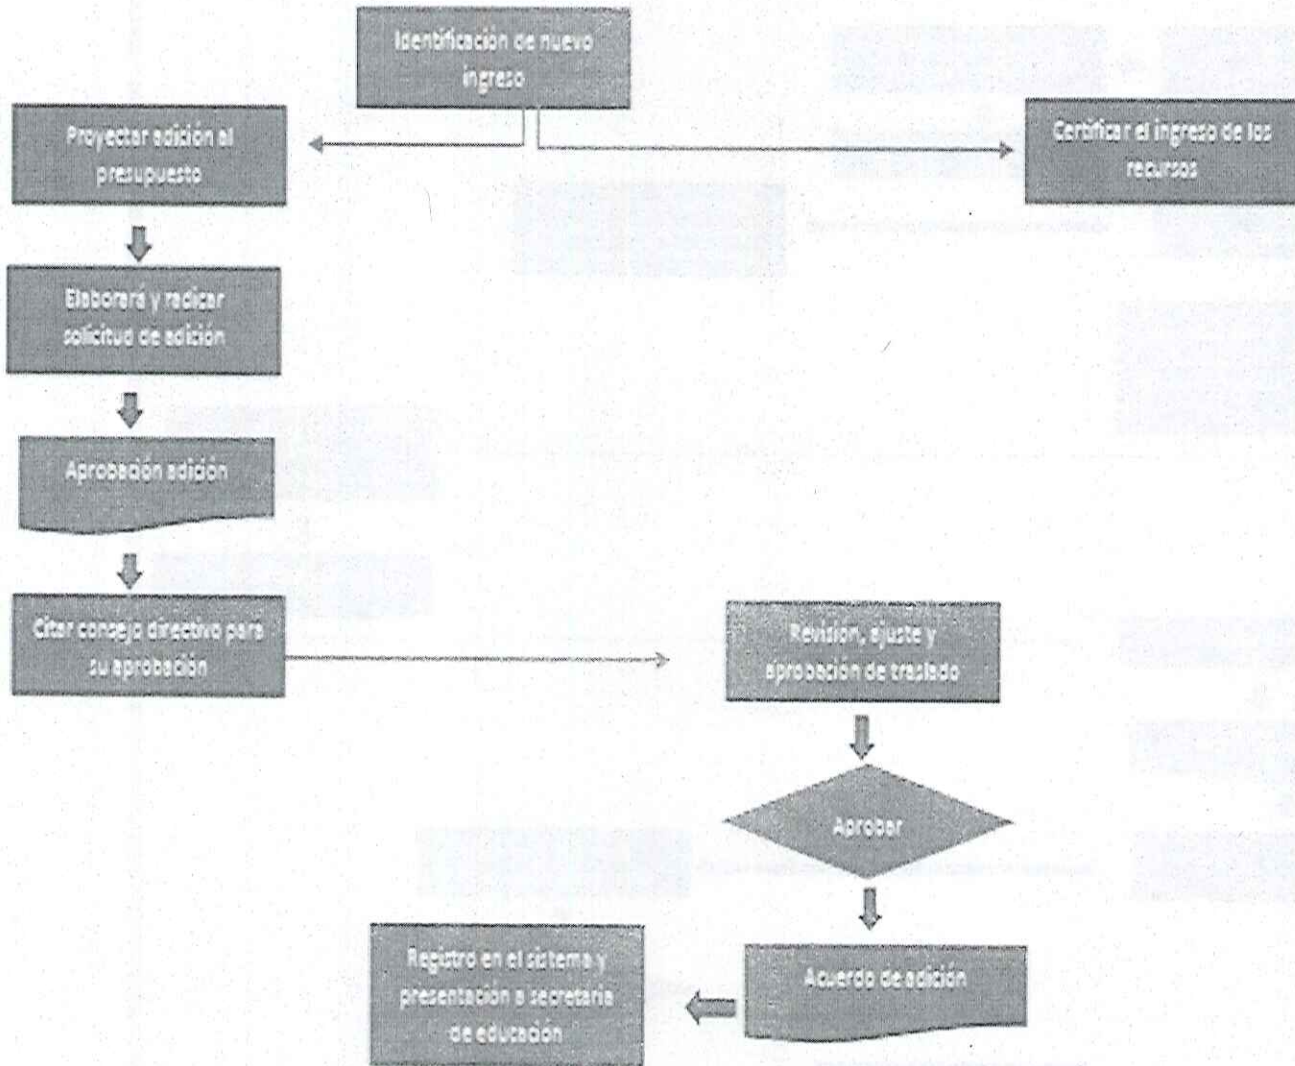 Identificación de nuevo
ingreso
Proyectar adición al
presupuesto
Certificar el ingreso de los
recursos
Elaborará y radicar
solicitud de adición
Aprobación adición
Citar consejo directivo para
su aprobación
Revisión, ajuste y
aprobación de traslado
Aprobar
Acuerdo de adición
Registro en el sistema y
presentación a secretaria
de educación